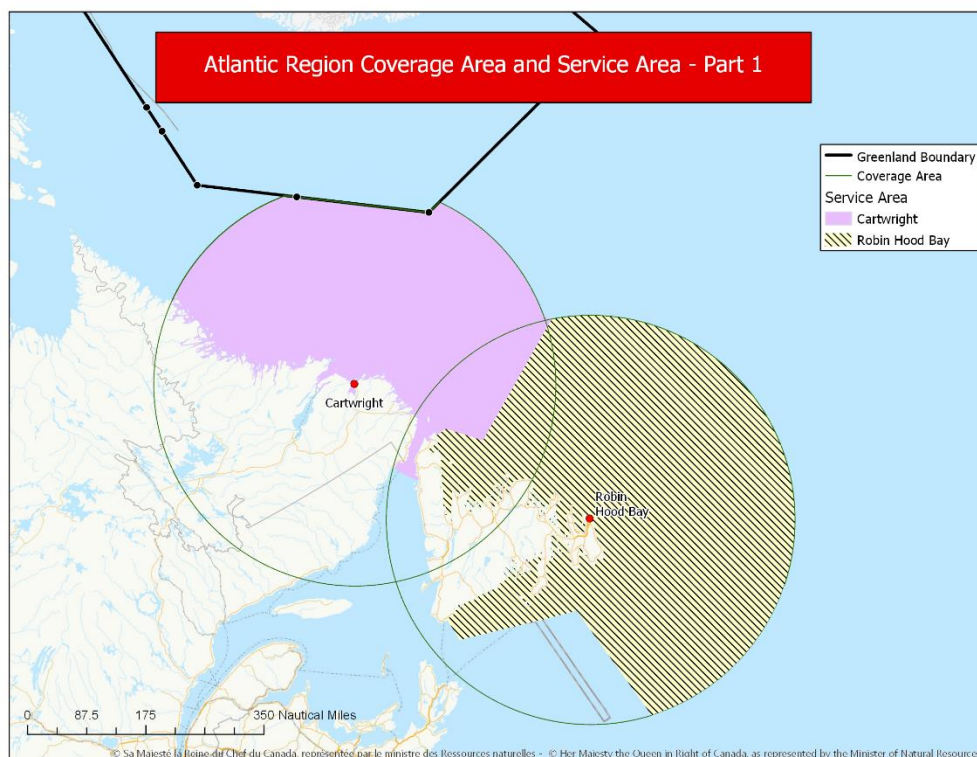 Atlantic Region Coverage Area and Service Area - Part 1
Greenland Boundary
Coverage Area
Service Area
Cartwright
Robin Hood Bay
Cartwright
Robin
Hood Bay
0 87.5 175 350 Nautical Miles
© Sa Majesté la Reine du Chef du Canada, représentée par le ministre des Ressources naturelles - © Her Majesty the Queen in Right of Canada, as represented by the Minister of Natural Resource